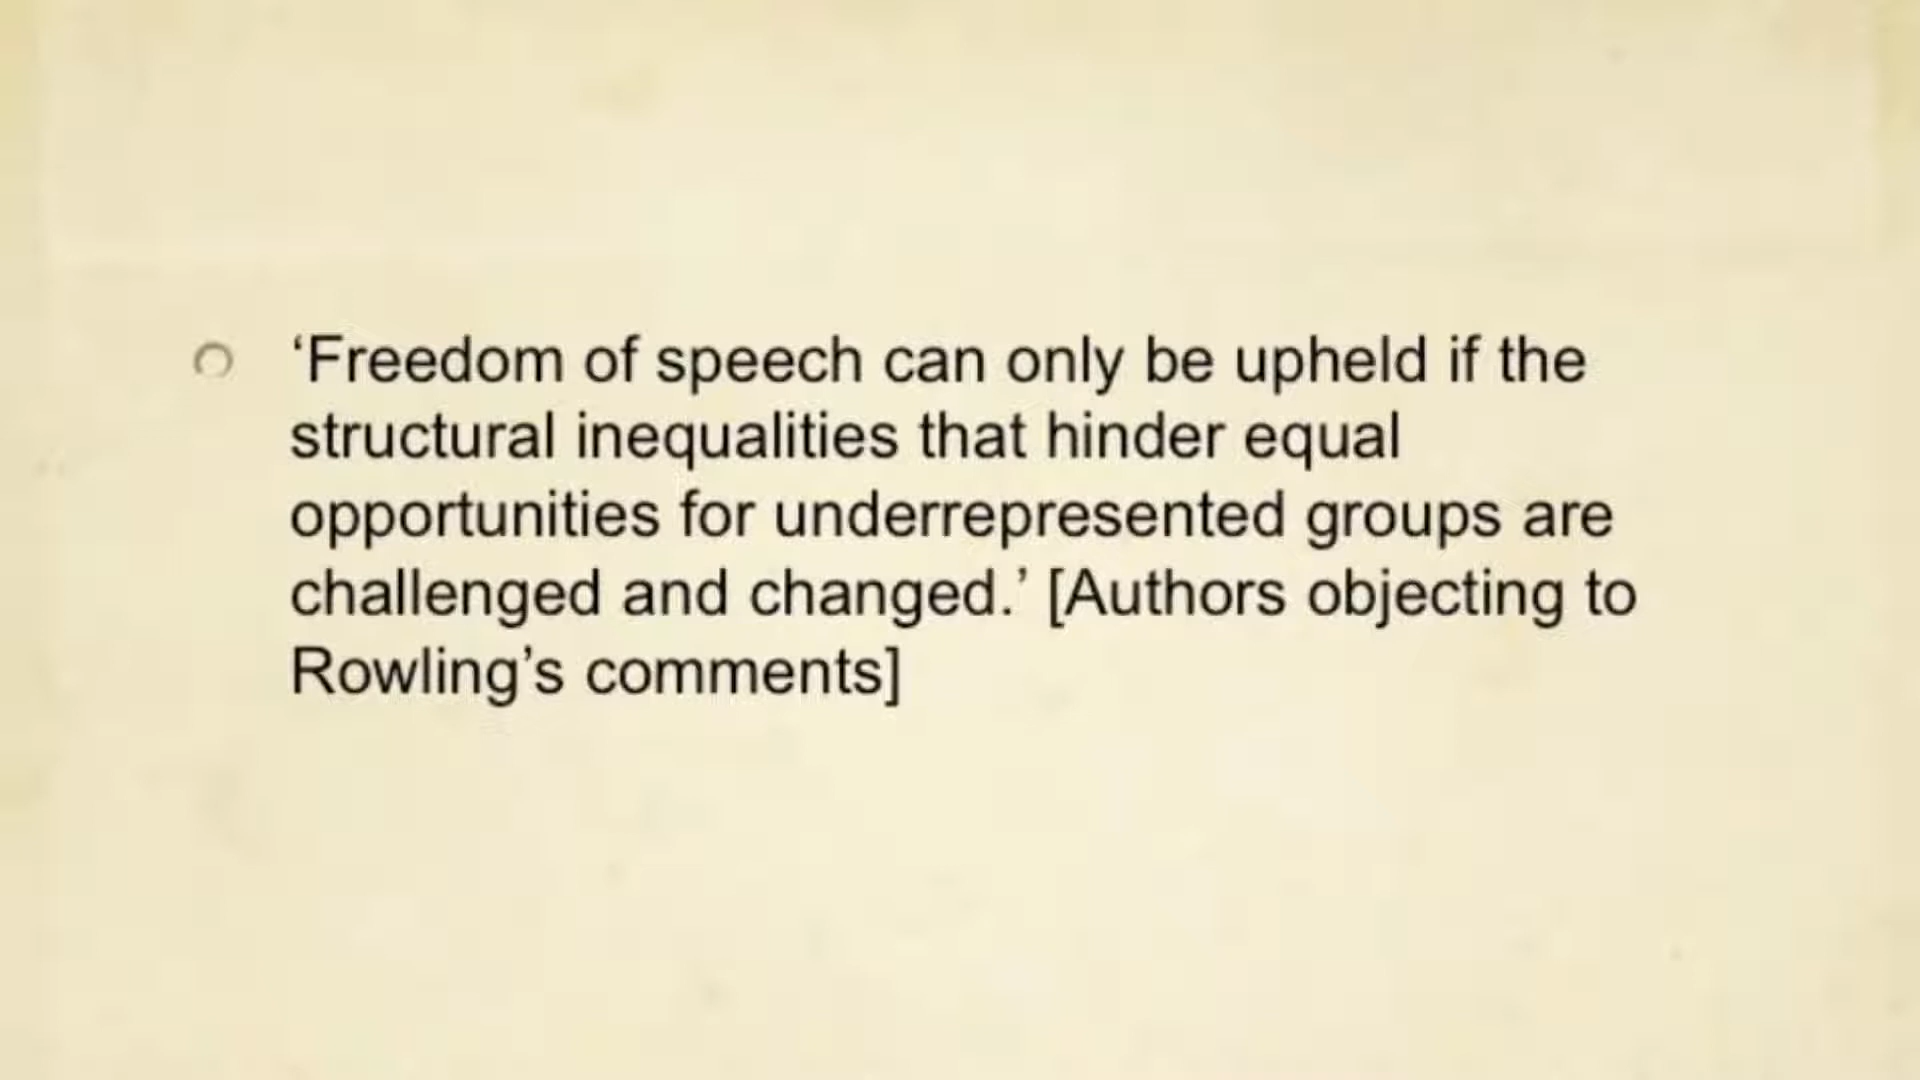 ‘Freedom of speech can only be upheld if the
structural inequalities that hinder equal
opportunities for underrepresented groups are
challenged and changed.’ [Authors objecting to
Rowling’s comments]